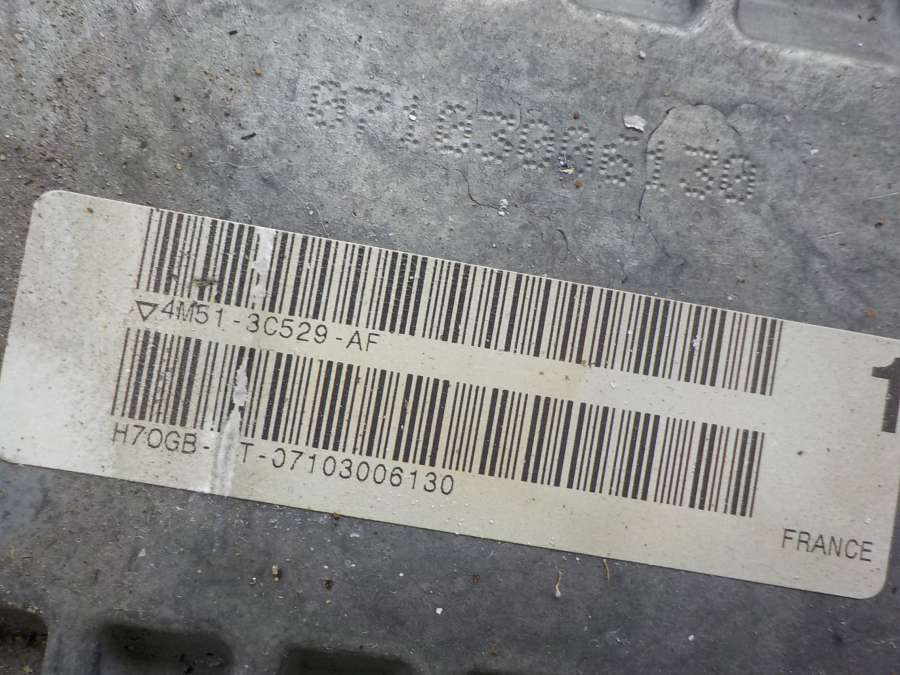 07103006130
▽4M51-3C529-AF
H7OGB- T-07103006130
1
FRANCE